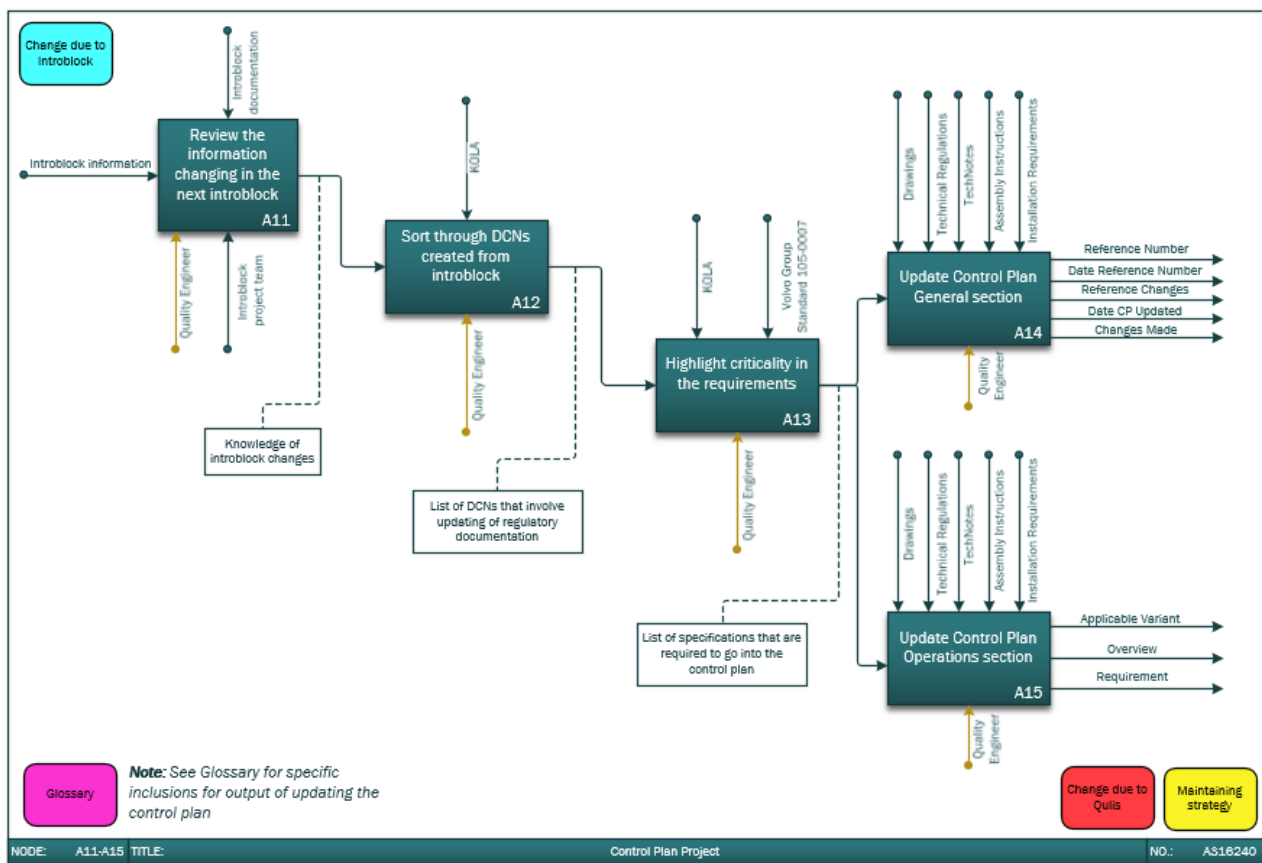 Change due to
Introblock
Introblock
documentation
Introblock information
Review the
information
changing in the
next introblock
A11
Quality Engineer
Introblock
project team
Knowledge of
introblock changes
KOLA
Sort through DCNs
created from
introblock
A12
Quality Engineer
List of DCNs that involve
updating of regulatory
documentation
KOLA
Volvo Group
Standard 105-0007
Highlight criticality in
the requirements
A13
Quality Engineer
List of specifications that are
required to go into the
control plan
Drawings
Technical Regulations
TechNotes
Assembly Instructions
Installation Requirements
Update Control Plan
General section
A14
Reference Number
Date Reference Number
Reference Changes
Date CP Updated
Changes Made
Quality
Engineer
Drawings
Technical Regulations
TechNotes
Assembly Instructions
Installation Requirements
Update Control Plan
Operations section
A15
Applicable Variant
Overview
Requirement
Quality
Engineer
Glossary
Note: See Glossary for specific
inclusions for output of updating the
control plan
Change due to
Qulis
Maintaining
strategy
NODE: A11-A15 TITLE: Control Plan Project NO.: AS16240